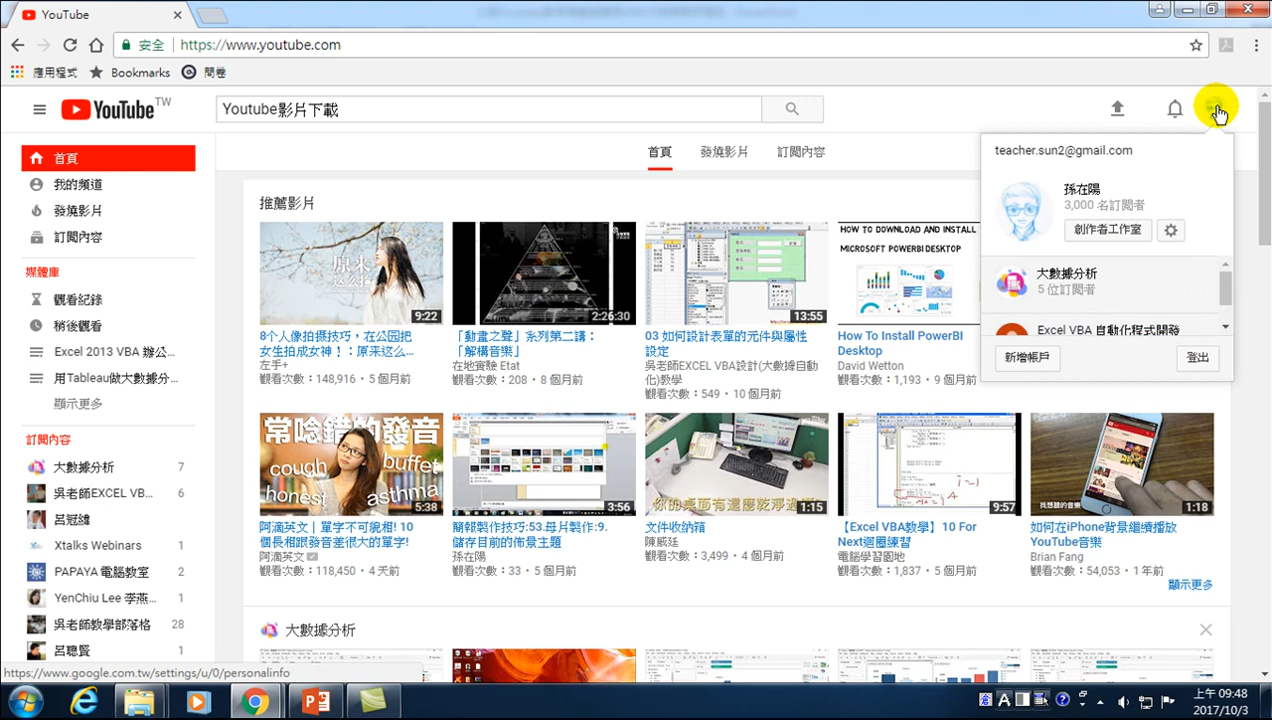 YouTube
安全
https://www.youtube.com
應用程式
Bookmarks
問卷
YouTube TW
Youtube影片下載
首頁
發燒影片
訂閱內容
teacher.sun2@gmail.com
孫在陽
3,000 名訂閱者
創作者工作室
大數據分析
5 位訂閱者
Excel VBA 自動化程式開發
新增帳戶
登出
首頁
我的頻道
發燒影片
訂閱內容
媒體庫
觀看紀錄
稍後觀看
Excel 2013 VBA 辦公...
用Tableau做大數據分...
顯示更多
訂閱內容
大數據分析 7
吳老師EXCEL VB... 6
呂冠緯
Xtalks Webinars 1
PAPAYA 電腦教室 2
YenChiu Lee 李燕... 1
吳老師教學部落格 28
呂聰賢 1
推薦影片
原来
这么
9:22
8个人像拍摄技巧，在公园把
女生拍成女神！：原来这么...
左手+
觀看次數：148,916 • 5 個月前
2:26:30
「動畫之聲」系列第二講：
「解構音樂」
在地實驗 Etat
觀看次數：208 • 8 個月前
13:55
03 如何設計表單的元件與屬性
設定
吳老師EXCEL VBA設計(大數據自動
化)教學
觀看次數：549 • 10 個月前
HOW TO DOWNLOAD AND INSTALL
MICROSOFT POWERBI DESKTOP
How To Install PowerBI
Desktop
David Wetton
觀看次數：1,193 • 9 個月前
常唸錯的發音
cough
buffet
honest
asthma
5:38
阿滴英文 | 單字不可貌相! 10
個長相跟發音差很大的單字!
阿滴英文
觀看次數：118,450 • 4 天前
3:56
簡報製作技巧:53.母片製作:9.
儲存目前的佈景主題
孫在陽
觀看次數：33 • 5 個月前
你的桌面有這麼乾淨過
1:15
文件收納箱
陳威廷
觀看次數：3,499 • 4 個月前
i=1
9:57
【Excel VBA教學】10 For
Next迴圈練習
電腦學習園地
觀看次數：1,837 • 5 個月前
我想聽的音樂
1:18
如何在iPhone背景繼續播放
YouTube音樂
Brian Fang
觀看次數：54,053 • 1 年前
顯示更多
大數據分析
https://www.google.com.tw/settings/u/0/personalinfo
上午 09:48
2017/10/3